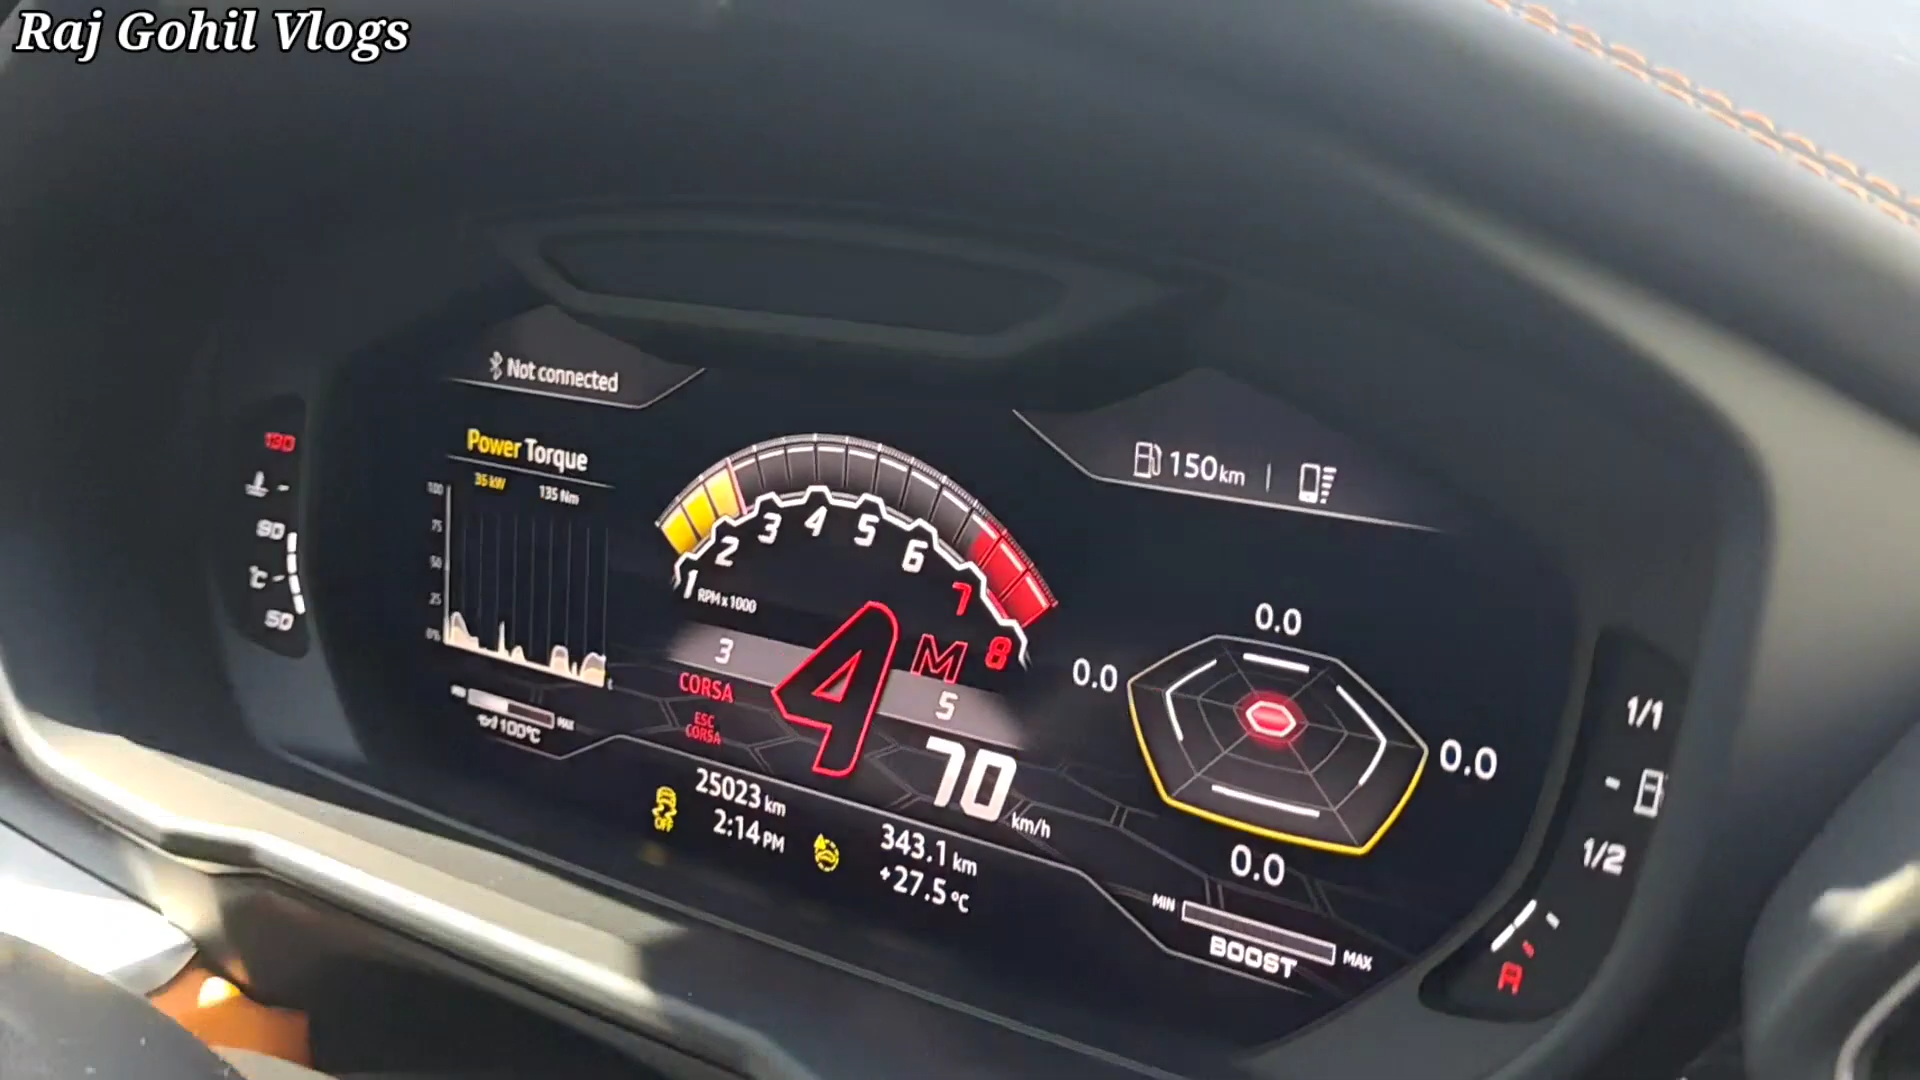 Raj Gohil Vlogs
Not connected
Power Torque
35 kW 135 Nm
100
75
50
25
0%
t
MAX
100°C
130
90
°C
50
1 2 3 4 5 6 7 8
RPM x 1000
3 4 M 5
CORSA
ESC
CORSA
70 km/h
25023 km
2:14 PM
OFF
343.1 km
+27.5 °C
150 km
0.0
0.0
0.0
0.0
MIN MAX
BOOST
1/1
1/2
R